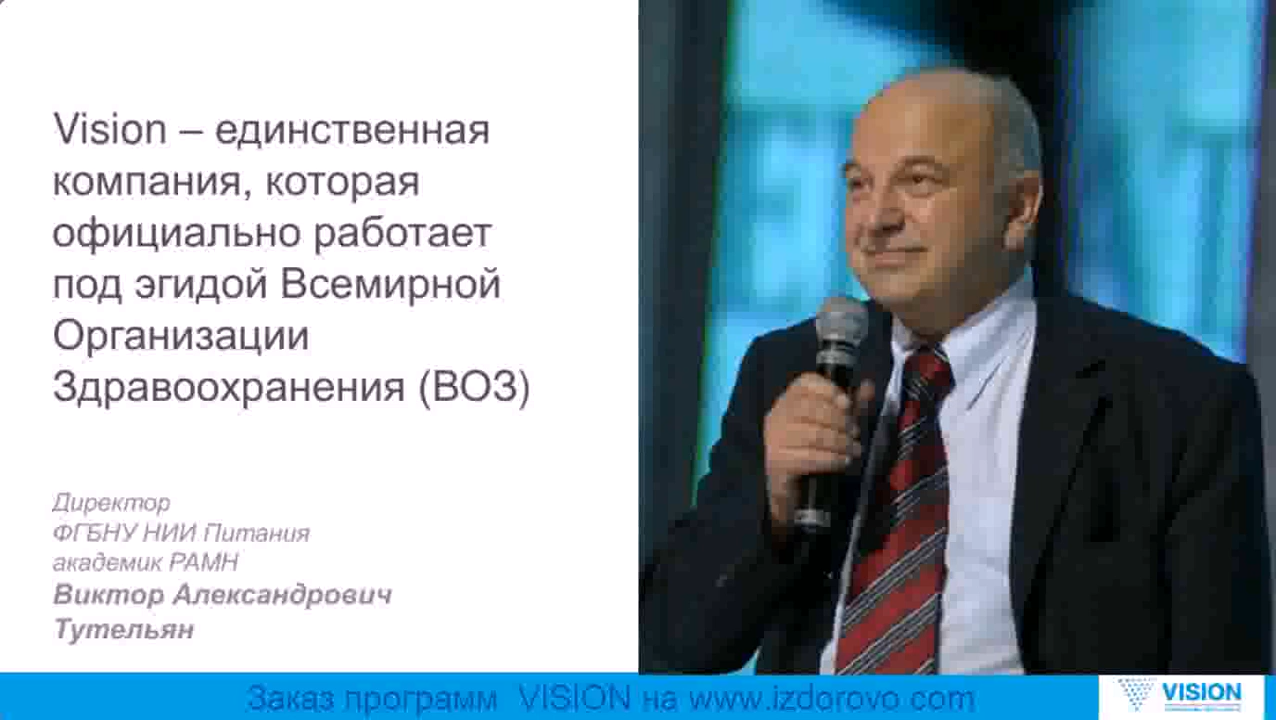 Vision – единственная
компания, которая
официально работает
под эгидой Всемирной
Организации
Здравоохранения (ВОЗ)
Директор
ФГБНУ НИИ Питания
академик РАМН
Виктор Александрович
Тутельян
Заказ программ VISION на www.izdorovo.com
VISION